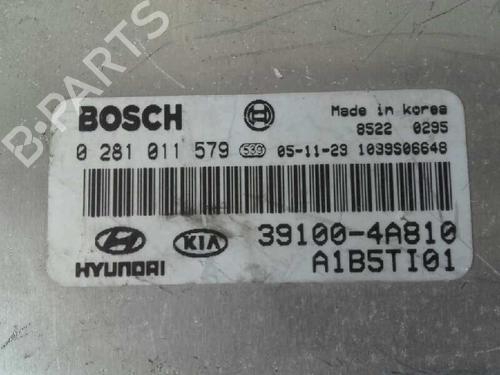 B-PARTS
BOSCH
Made in korea
8522 0295
0 281 011 579 539 05-11-29 1039S06648
HYUNDAI KIA 39100-4A810
A1B5TI01